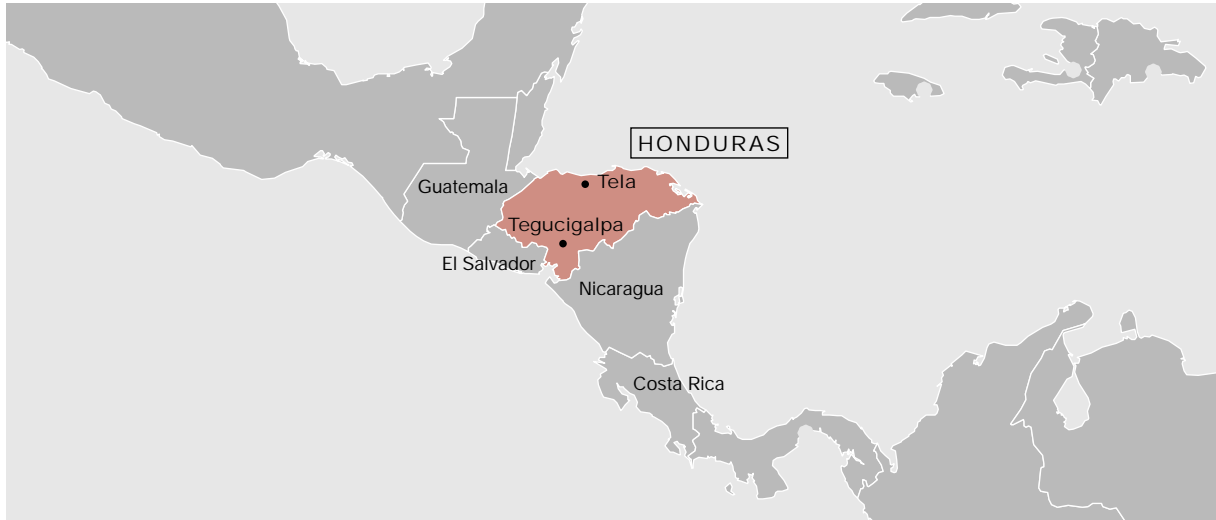 HONDURAS
Guatemala
Tela
Tegucigalpa
El Salvador
Nicaragua
Costa Rica